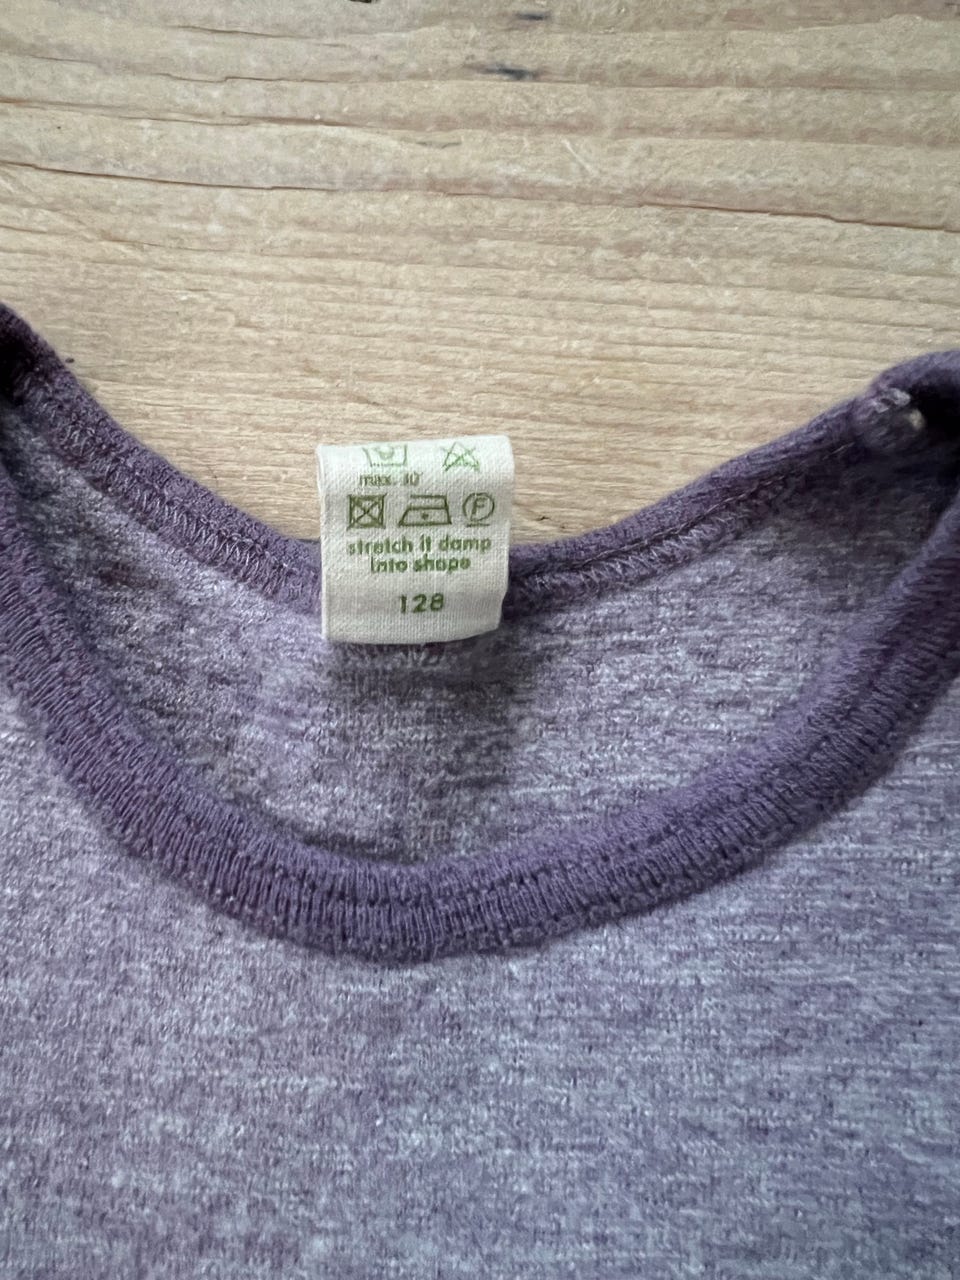 max. 30°
F
stretch it damp
into shape
128